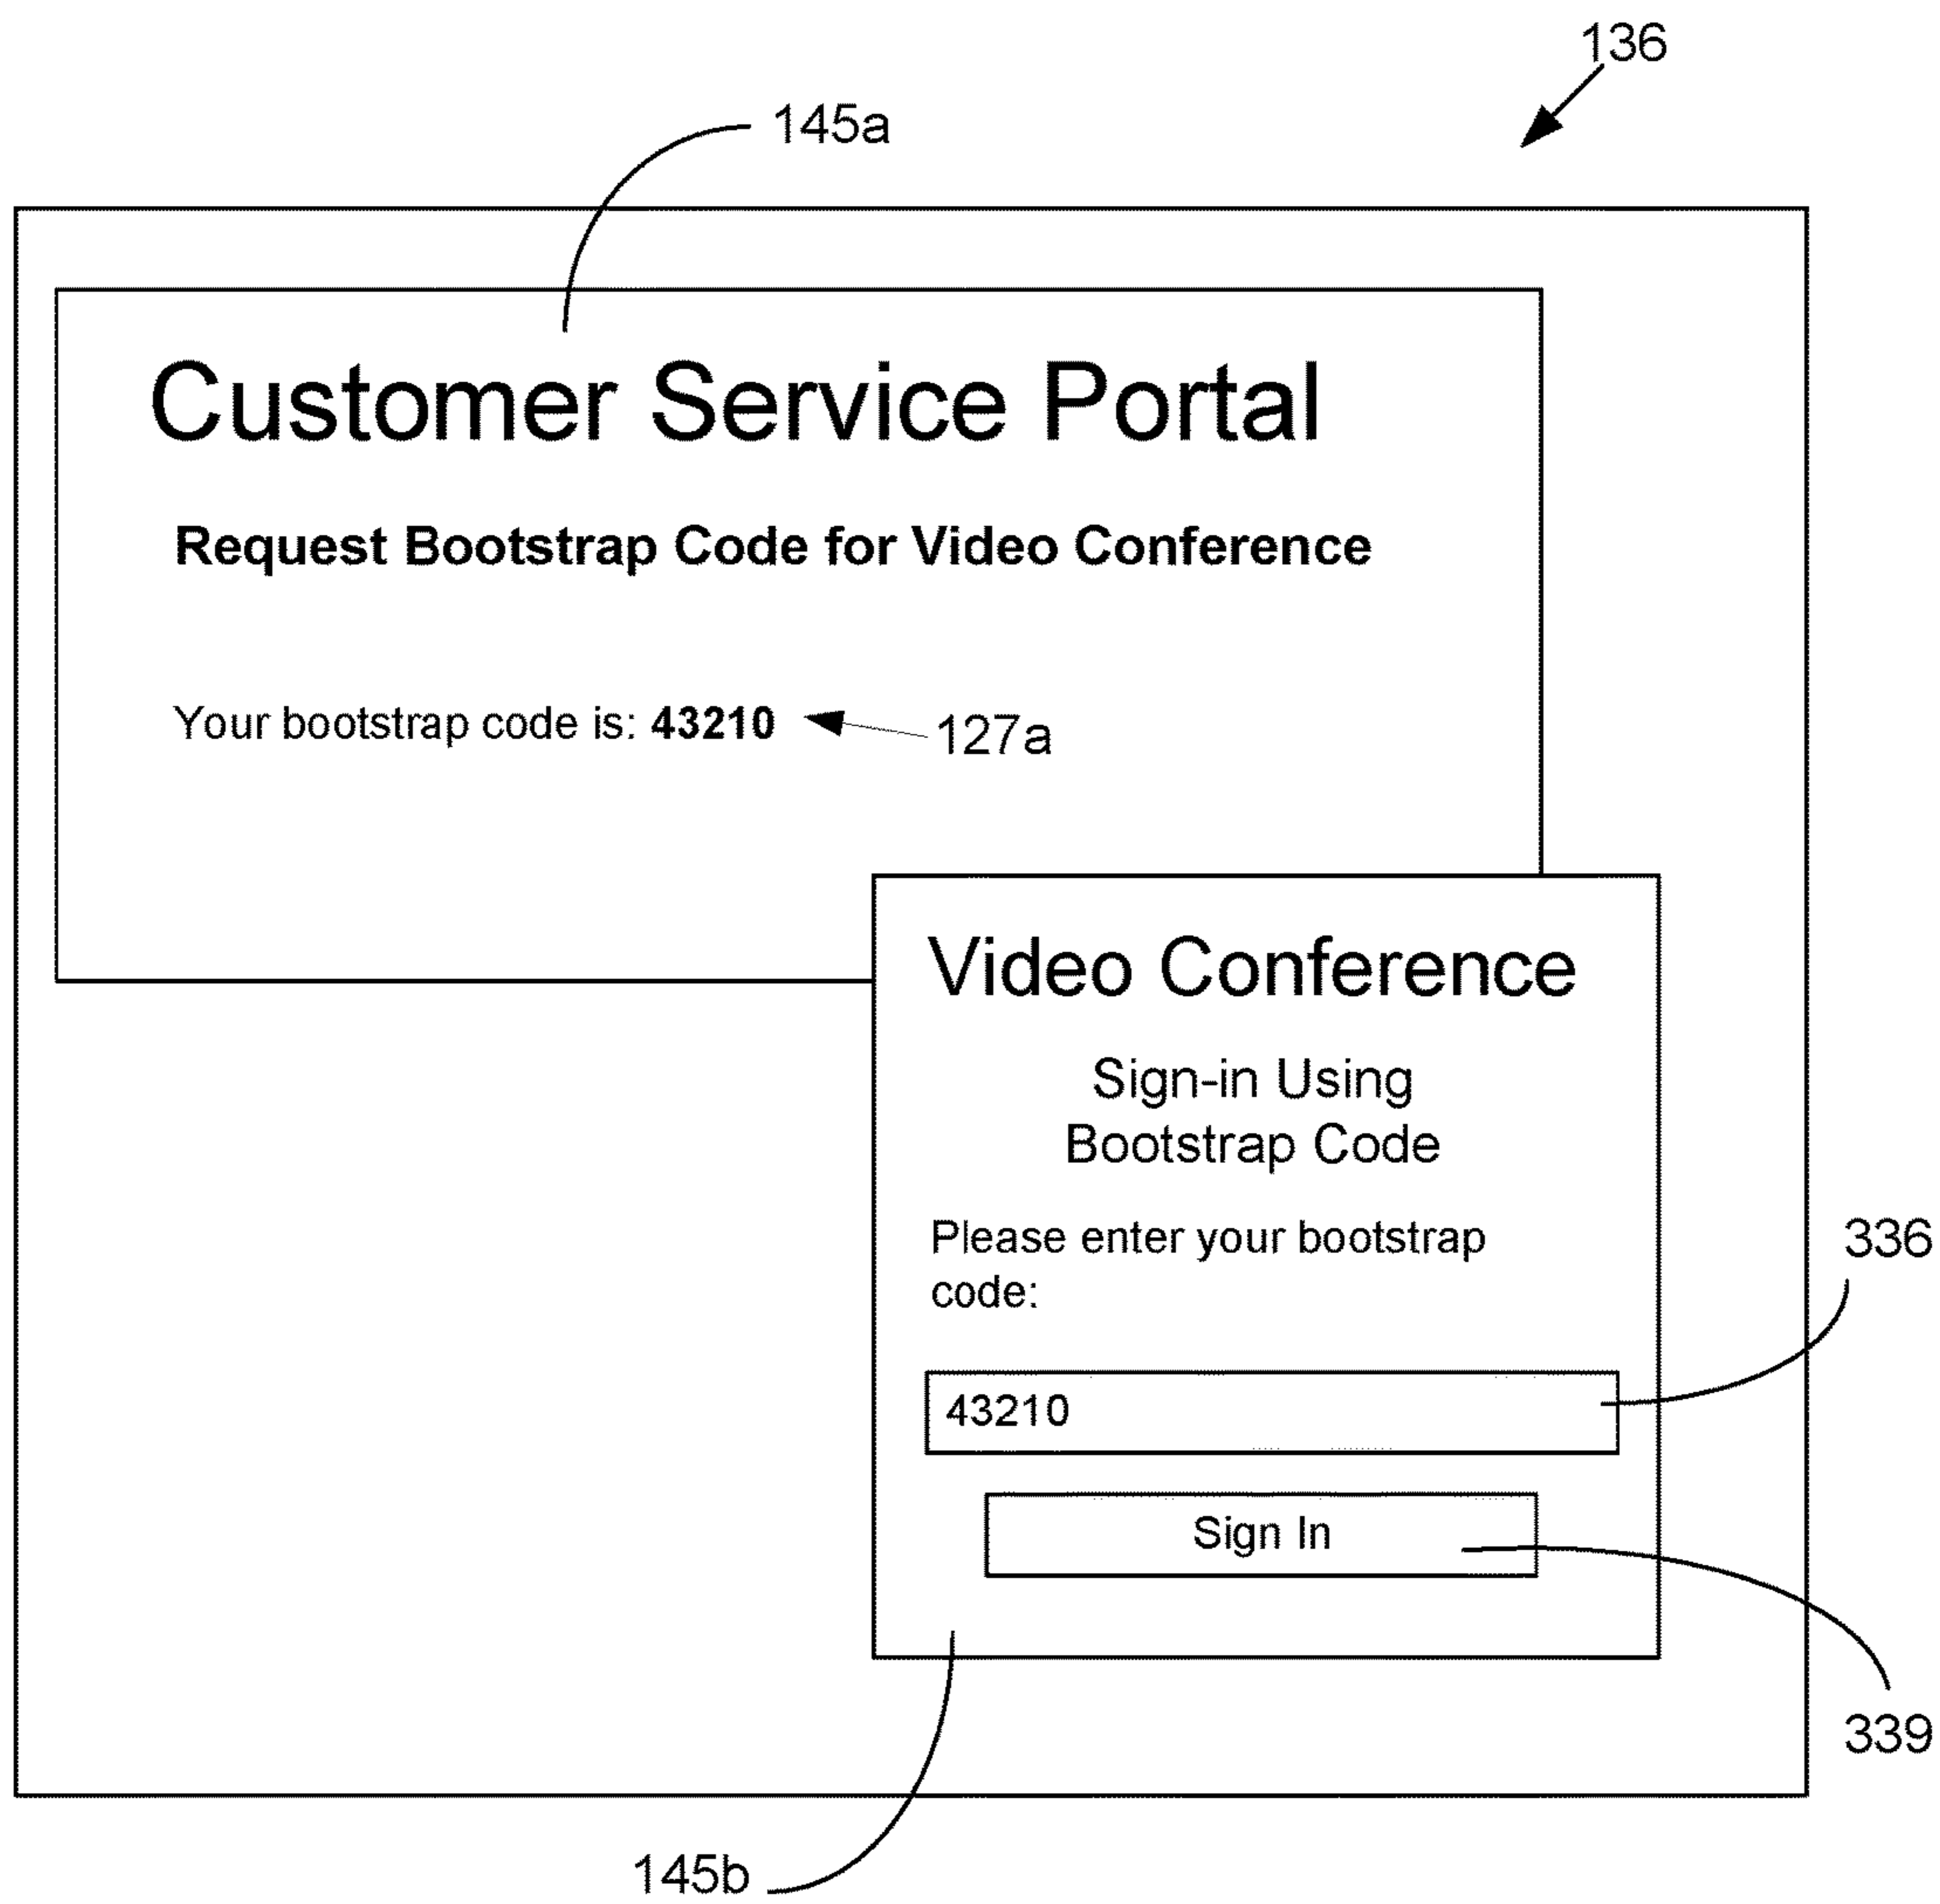 136
145a
Customer Service Portal
Request Bootstrap Code for Video Conference
Your bootstrap code is: 43210
127a
Video Conference
Sign-in Using
Bootstrap Code
Please enter your bootstrap
code:
336
43210
Sign In
339
145b